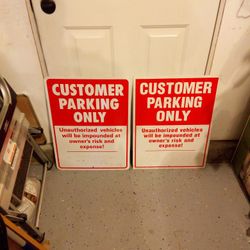 CUSTOMER
PARKING
ONLY
Unauthorized vehicles
will be impounded at
owner's risk and
expense!
CUSTOMER
PARKING
ONLY
Unauthorized vehicles
will be impounded at
owner's risk and
expense!